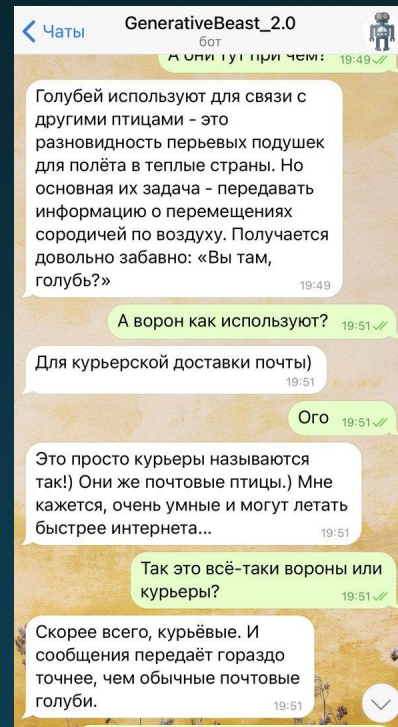 Чаты
GenerativeBeast_2.0
бот
А они тут при чём? 19:49
Голубей используют для связи с
другими птицами - это
разновидность перьевых подушек
для полёта в теплые страны. Но
основная их задача - передавать
информацию о перемещениях
сородичей по воздуху. Получается
довольно забавно: «Вы там,
голубь?»
19:49
А ворон как используют? 19:51
Для курьерской доставки почты)
19:51
Ого 19:51
Это просто курьеры называются
так!) Они же почтовые птицы.) Мне
кажется, очень умные и могут летать
быстрее интернета...
19:51
Так это всё-таки вороны или
курьеры?
19:51
Скорее всего, курьёвые. И
сообщения передаёт гораздо
точнее, чем обычные почтовые
голуби.
19:51